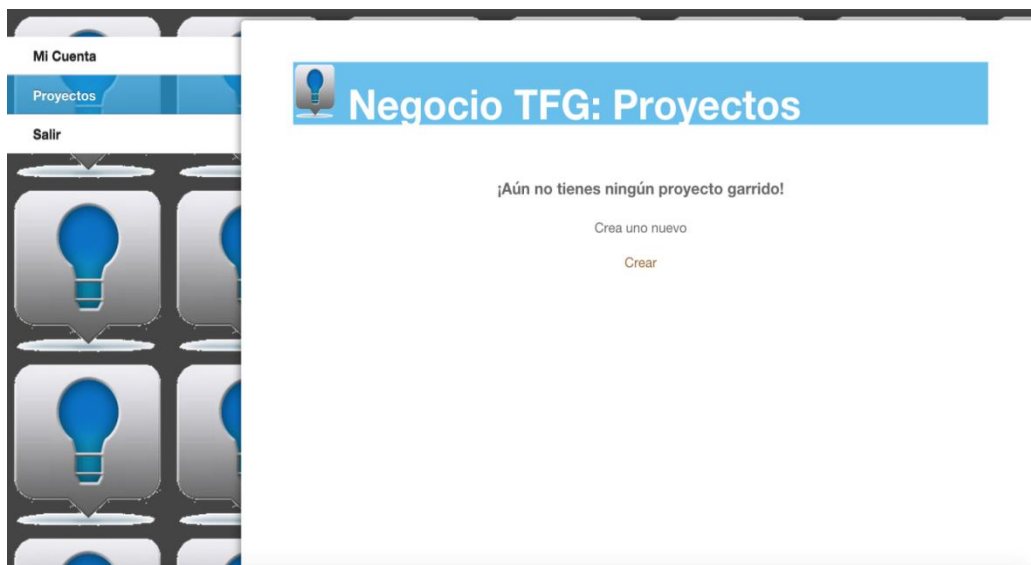 Mi Cuenta
Proyectos
Salir
Negocio TFG: Proyectos
¡Aún no tienes ningún proyecto garrido!
Crea uno nuevo
Crear